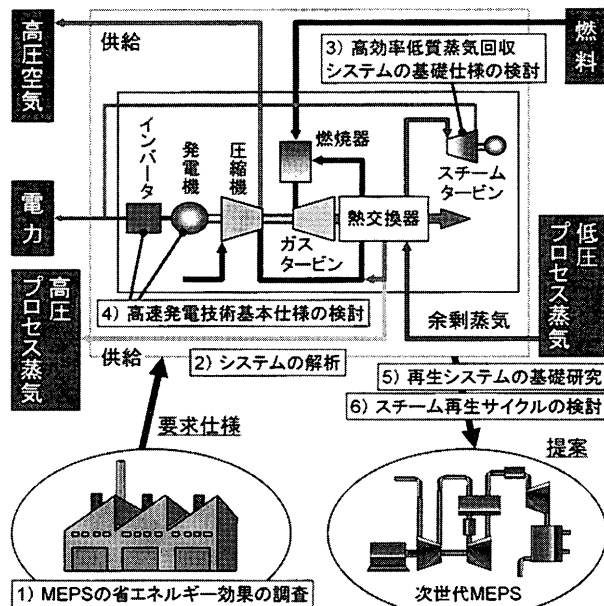 高圧空気
供給
3) 高効率低質蒸気回収
システムの基礎仕様の検討
燃料
インバータ
発電機
圧縮機
燃焼器
スチーム
タービン
電力
ガス
タービン
熱交換器
低圧
プロセス蒸気
高圧
プロセス蒸気
4) 高速発電技術基本仕様の検討
余剰蒸気
供給
2) システムの解析
5) 再生システムの基礎研究
6) スチーム再生サイクルの検討
要求仕様
提案
1) MEPSの省エネルギー効果の調査
次世代MEPS